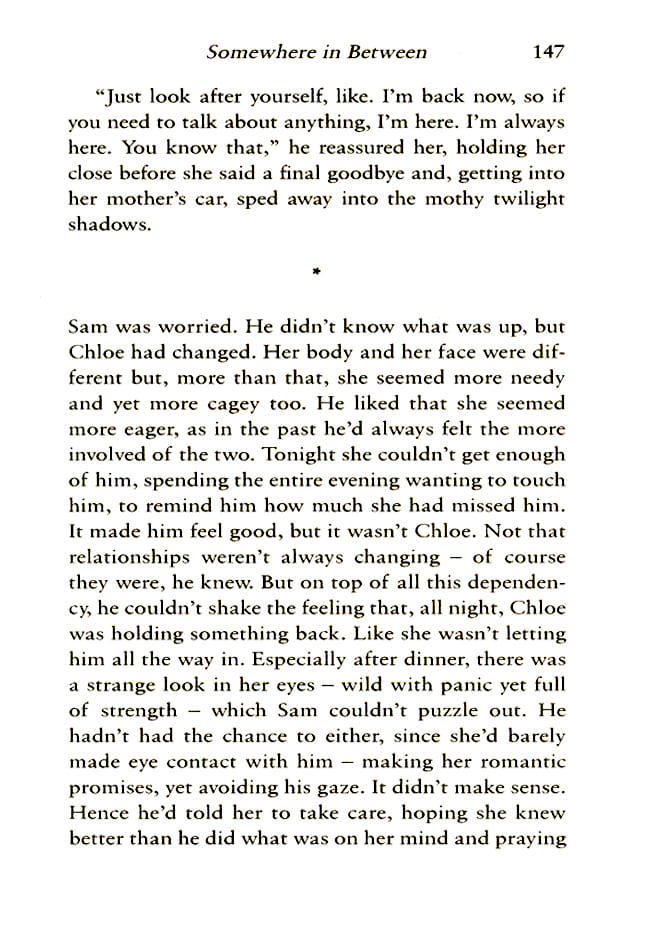 Somewhere in Between 147
“Just look after yourself, like. I’m back now, so if
you need to talk about anything, I’m here. I’m always
here. You know that,” he reassured her, holding her
close before she said a final goodbye and, getting into
her mother’s car, sped away into the mothy twilight
shadows.
*
Sam was worried. He didn’t know what was up, but
Chloe had changed. Her body and her face were dif-
ferent but, more than that, she seemed more needy
and yet more cagey too. He liked that she seemed
more eager, as in the past he’d always felt the more
involved of the two. Tonight she couldn’t get enough
of him, spending the entire evening wanting to touch
him, to remind him how much she had missed him.
It made him feel good, but it wasn’t Chloe. Not that
relationships weren’t always changing – of course
they were, he knew. But on top of all this dependen-
cy, he couldn’t shake the feeling that, all night, Chloe
was holding something back. Like she wasn’t letting
him all the way in. Especially after dinner, there was
a strange look in her eyes – wild with panic yet full
of strength – which Sam couldn’t puzzle out. He
hadn’t had the chance to either, since she’d barely
made eye contact with him – making her romantic
promises, yet avoiding his gaze. It didn’t make sense.
Hence he’d told her to take care, hoping she knew
better than he did what was on her mind and praying